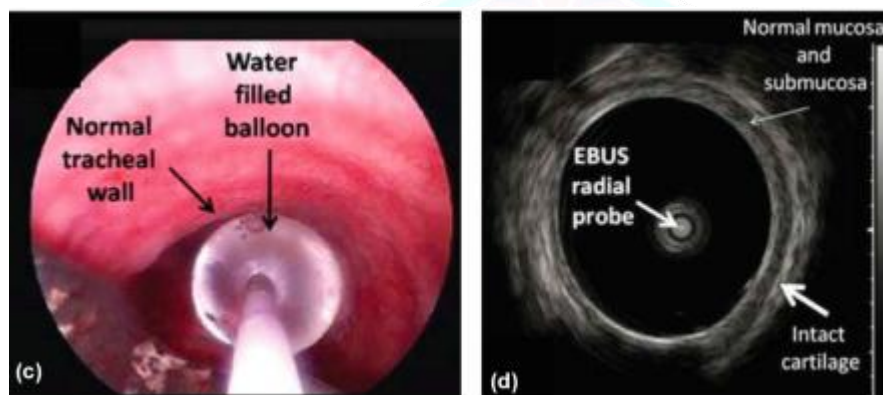 Water
filled
balloon
Normal
tracheal
wall
(c)
Normal mucosa
and
submucosa
EBUS
radial
probe
Intact
cartilage
(d)